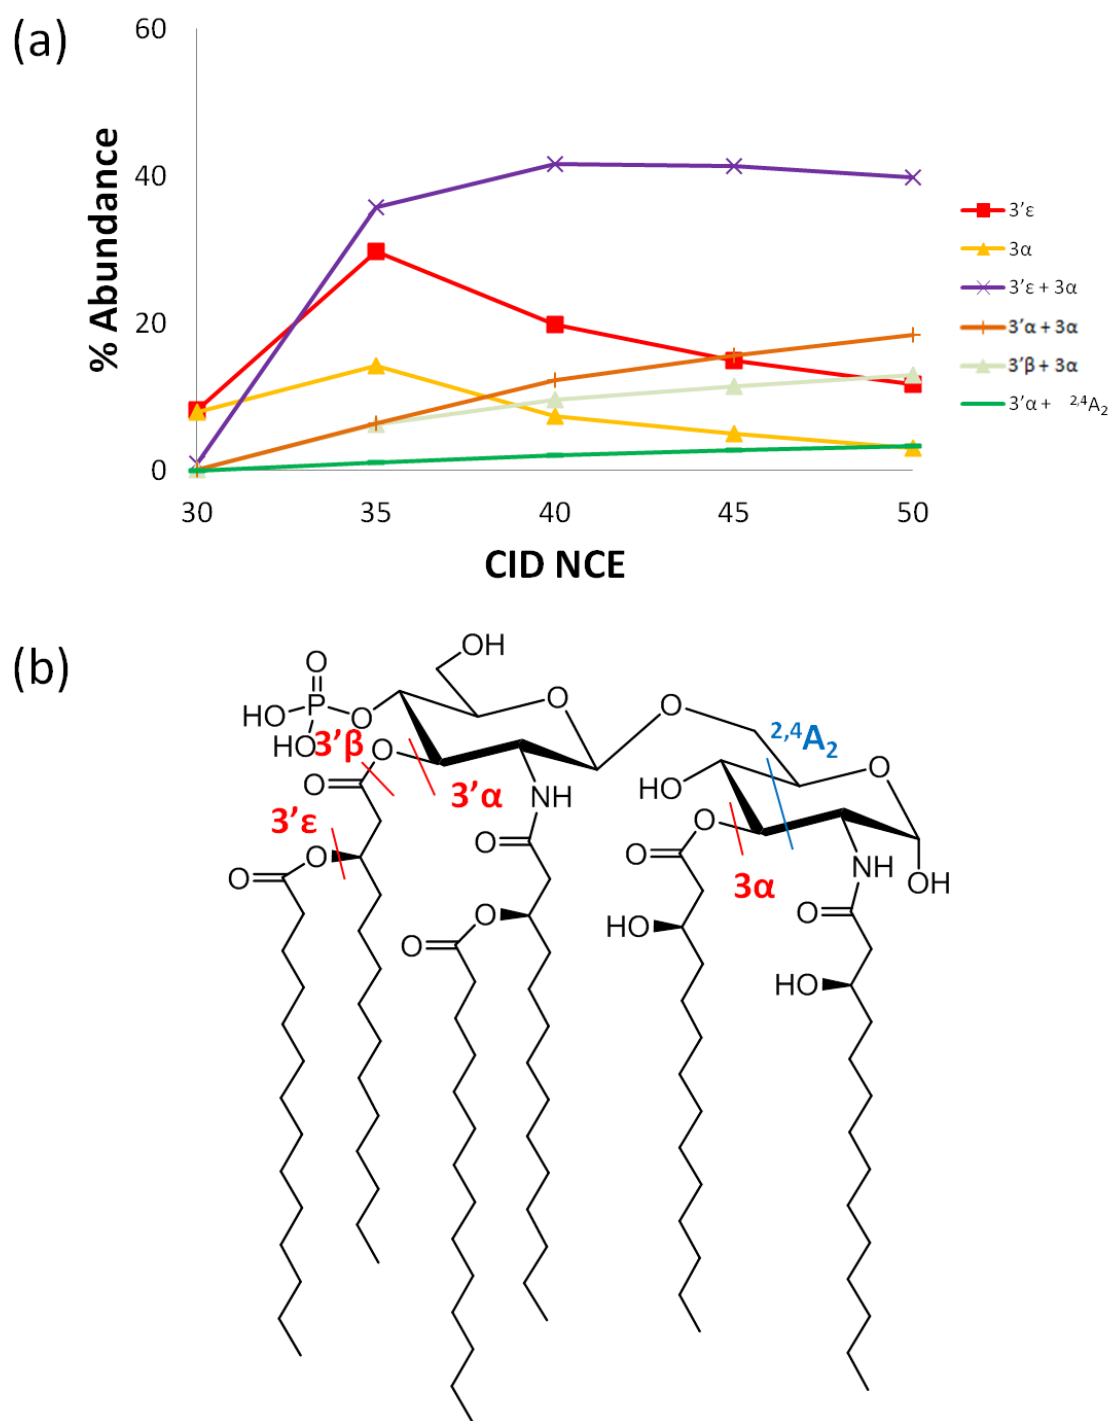 (a)
60
40
20
0
% Abundance
30 35 40 45 50
CID NCE
3’ε
3α
3’ε + 3α
3’α + 3α
3’β + 3α
3’α + 2,4A2
(b)
OH
O
HO P O O O
HO 3’β O 2,4A2
O 3’α HO O
3’ε NH O
O O O 3α NH OH
O HO O
O HO